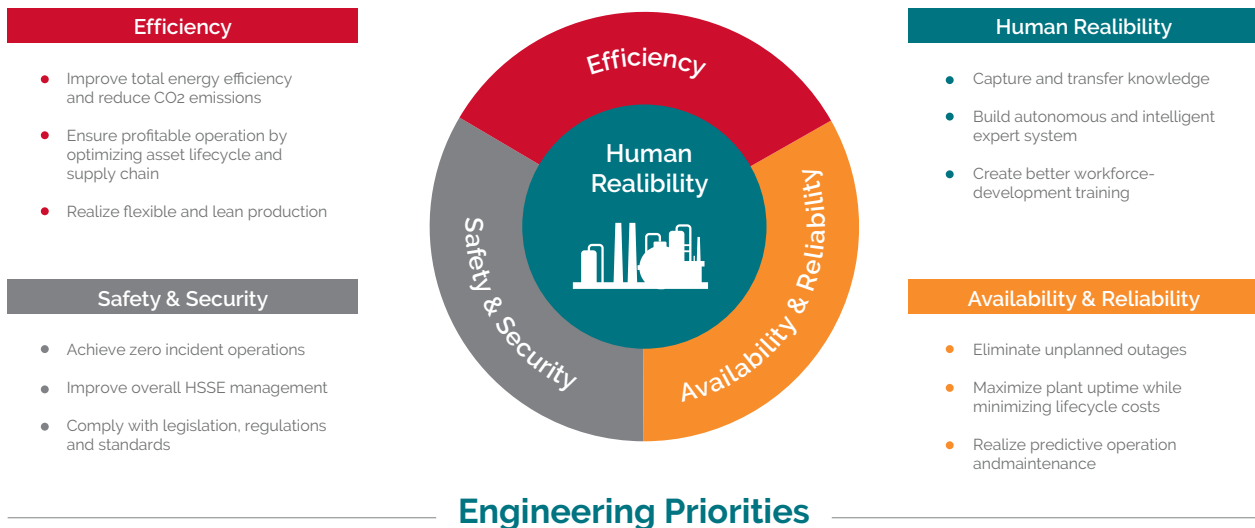 Efficiency
Improve total energy efficiency
and reduce CO2 emissions
Ensure profitable operation by
optimizing asset lifecycle and
supply chain
Realize flexible and lean production
Safety & Security
Achieve zero incident operations
Improve overall HSSE management
Comply with legislation, regulations
and standards
Efficiency
Human
Realibility
Safety & Security
Availability & Reliability
Human Realibility
Capture and transfer knowledge
Build autonomous and intelligent
expert system
Create better workforce-
development training
Availability & Reliability
Eliminate unplanned outages
Maximize plant uptime while
minimizing lifecycle costs
Realize predictive operation
andmaintenance
Engineering Priorities